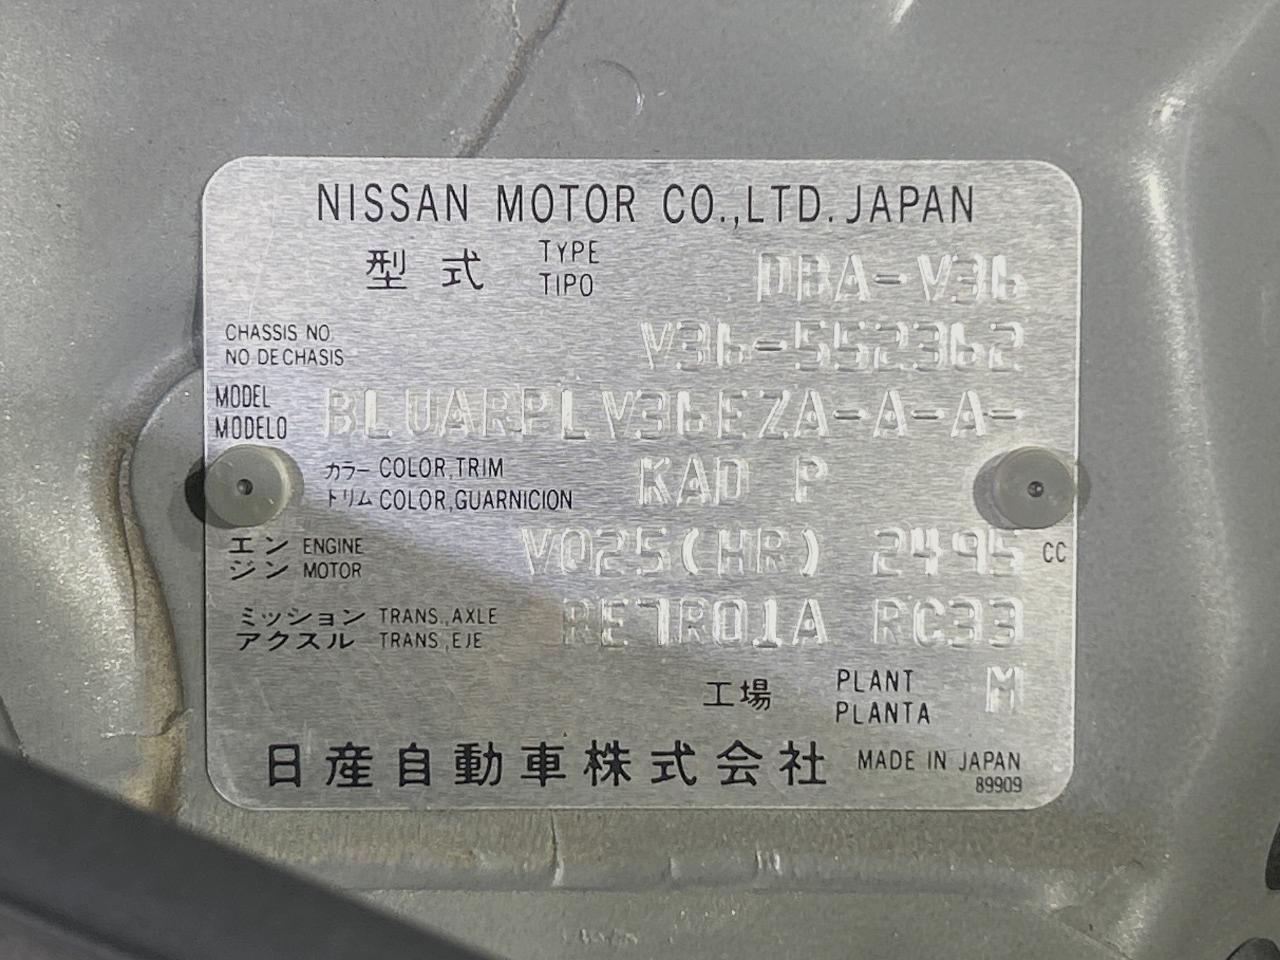 NISSAN MOTOR CO.,LTD. JAPAN
型式 TYPE DBA-V36
TIPO
CHASSIS NO V36-552362
NO DE CHASIS
MODEL BLUARPLV36EZA-A-A-
MODELO
カラー COLOR,TRIM KAD P
トリム COLOR,GUARNICION
エン ENGINE VQ25(HR) 2495 CC
ジン MOTOR
ミッション TRANS.,AXLE RE7R01A RC33
アクスル TRANS,EJE
工場 PLANT M
PLANTA
日産自動車株式会社 MADE IN JAPAN
89909